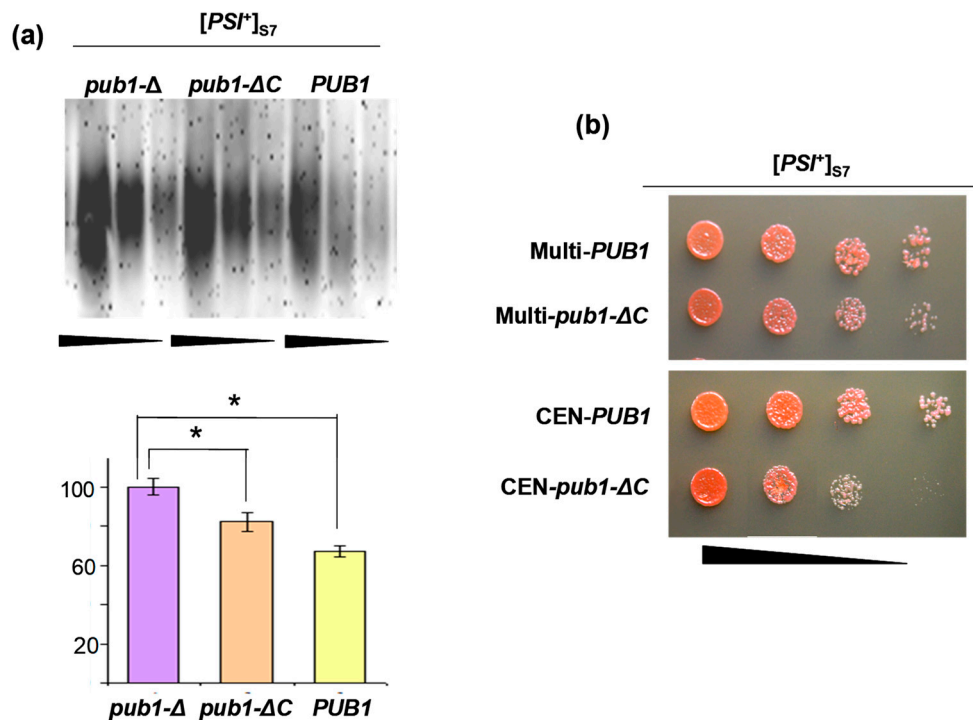 (a)
[PSI⁺]S7
pub1-Δ pub1-ΔC PUB1
*
*
100
60
20
pub1-Δ pub1-ΔC PUB1
(b)
[PSI⁺]S7
Multi-PUB1
Multi-pub1-ΔC
CEN-PUB1
CEN-pub1-ΔC